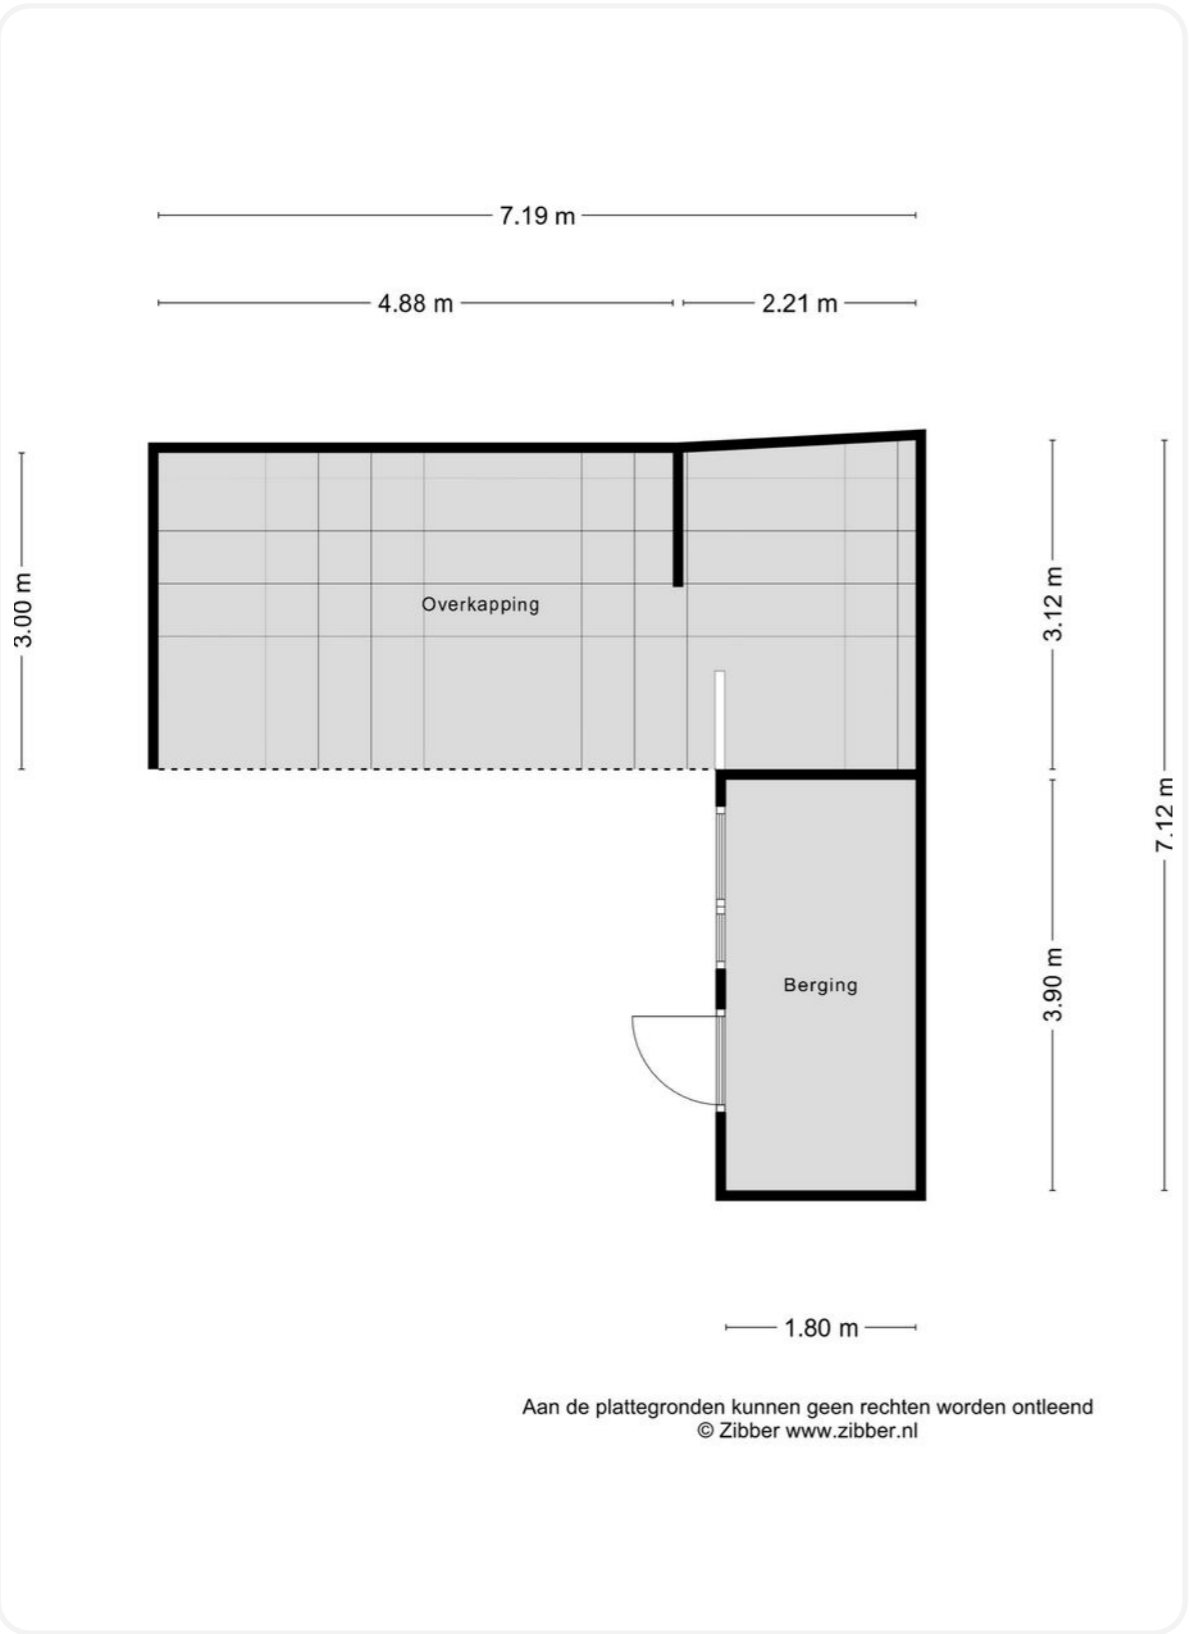 7.19 m
4.88 m
2.21 m
3.00 m
Overkapping
3.12 m
7.12 m
3.90 m
Berging
1.80 m
Aan de plattegronden kunnen geen rechten worden ontleend
© Zibber www.zibber.nl